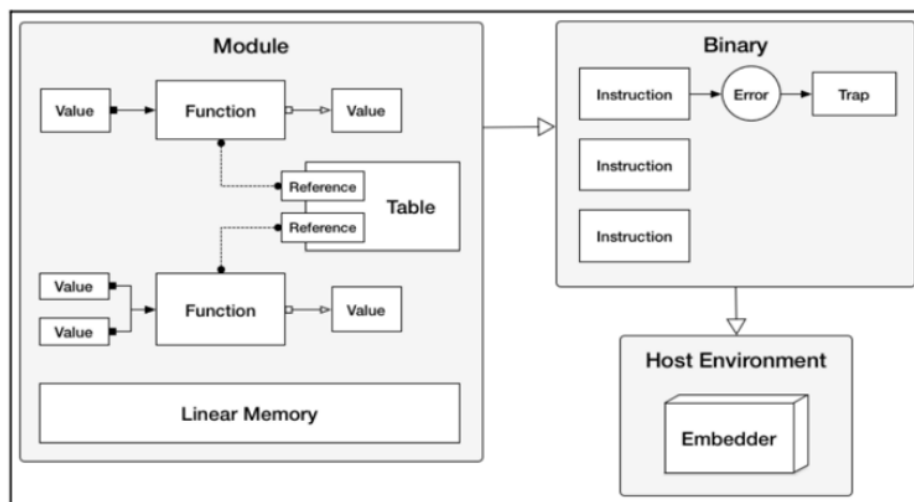 Module
Value
Function
Value
Reference
Reference
Table
Value
Value
Function
Value
Linear Memory
Binary
Instruction
Error
Trap
Instruction
Instruction
Host Environment
Embedder